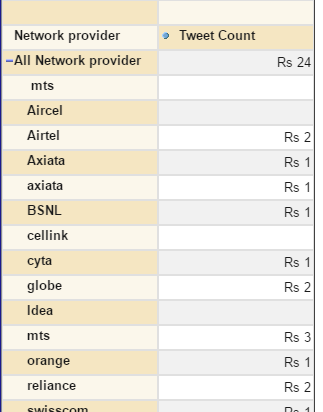 Network provider Tweet Count
All Network provider Rs 24
mts
Aircel
Airtel Rs 2
Axiata Rs 1
axiata Rs 1
BSNL Rs 1
cellink
cyta Rs 1
globe Rs 2
Idea
mts Rs 3
orange Rs 1
reliance Rs 2
swisscom Rs 1